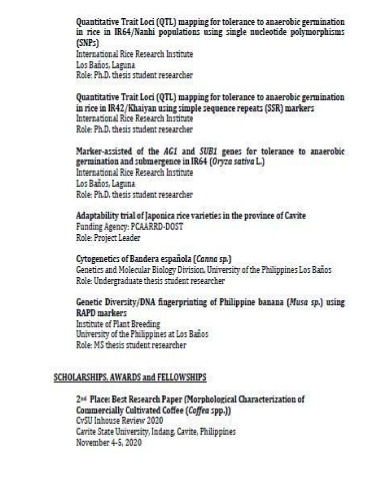 Quantitative Trait Loci (QTL) mapping for tolerance to anaerobic germination
in rice in IR64/Nanhi populations using single nucleotide polymorphisms
(SNPs)
International Rice Research Institute
Los Baños, Laguna
Role: Ph.D. thesis student researcher
Quantitative Trait Loci (QTL) mapping for tolerance to anaerobic germination
in rice in IR42/Khaiyan using simple sequence repeats (SSR) markers
International Rice Research Institute
Role: Ph.D. thesis student researcher
Marker-assisted of the AG1 and SUB1 genes for tolerance to anaerobic
germination and submergence in IR64 (Oryza sativa L.)
International Rice Research Institute
Los Baños, Laguna
Role: Ph.D. thesis student researcher
Adaptability trial of Japonica rice varieties in the province of Cavite
Funding Agency: PCAARRD-DOST
Role: Project Leader
Cytogenetics of Bandera española (Canna sp.)
Genetics and Molecular Biology Division, University of the Philippines Los Baños
Role: Undergraduate thesis student researcher
Genetic Diversity/DNA fingerprinting of Philippine banana (Musa sp.) using
RAPD markers
Institute of Plant Breeding
University of the Philippines at Los Baños
Role: MS thesis student researcher
SCHOLARSHIPS, AWARDS and FELLOWSHIPS
2nd Place: Best Research Paper (Morphological Characterization of
Commercially Cultivated Coffee (Coffea spp.))
CvSU Inhouse Review 2020
Cavite State University, Indang, Cavite, Philippines
November 4-5, 2020